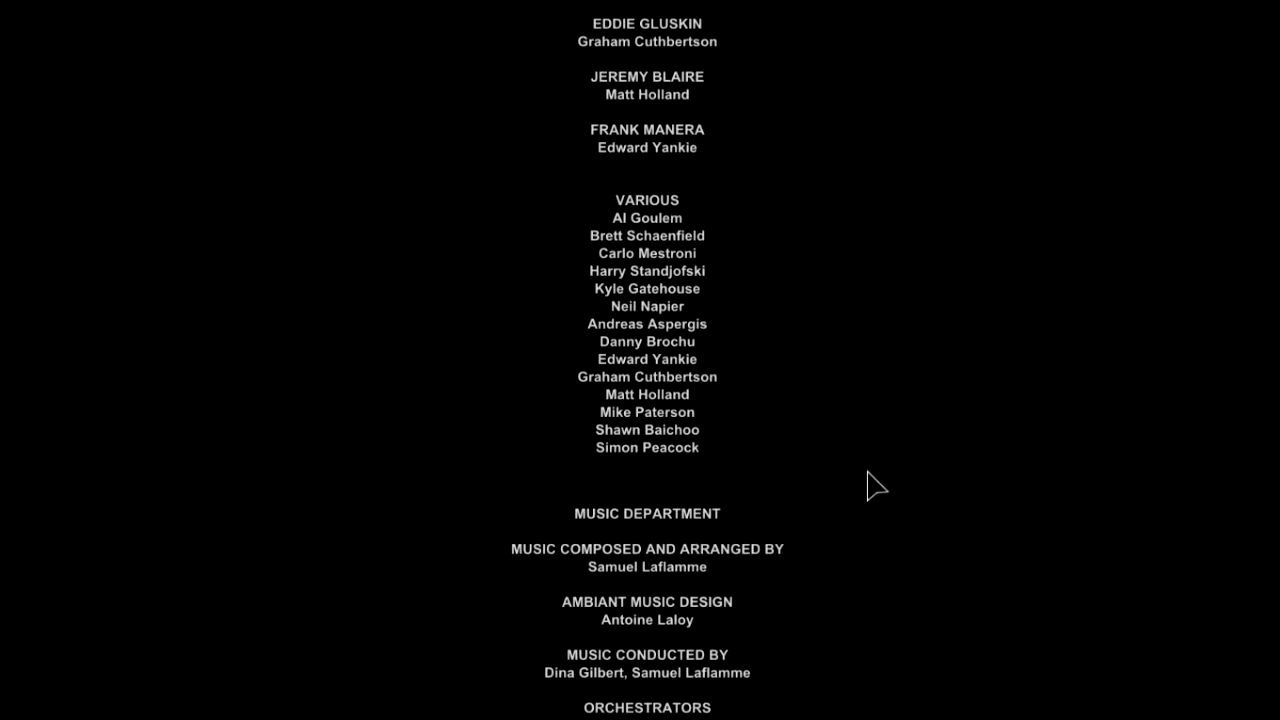 EDDIE GLUSKIN
Graham Cuthbertson
JEREMY BLAIRE
Matt Holland
FRANK MANERA
Edward Yankie
VARIOUS
Al Goulem
Brett Schaenfield
Carlo Mestroni
Harry Standjofski
Kyle Gatehouse
Neil Napier
Andreas Aspergis
Danny Brochu
Edward Yankie
Graham Cuthbertson
Matt Holland
Mike Paterson
Shawn Baichoo
Simon Peacock
MUSIC DEPARTMENT
MUSIC COMPOSED AND ARRANGED BY
Samuel Laflamme
AMBIANT MUSIC DESIGN
Antoine Laloy
MUSIC CONDUCTED BY
Dina Gilbert, Samuel Laflamme
ORCHESTRATORS